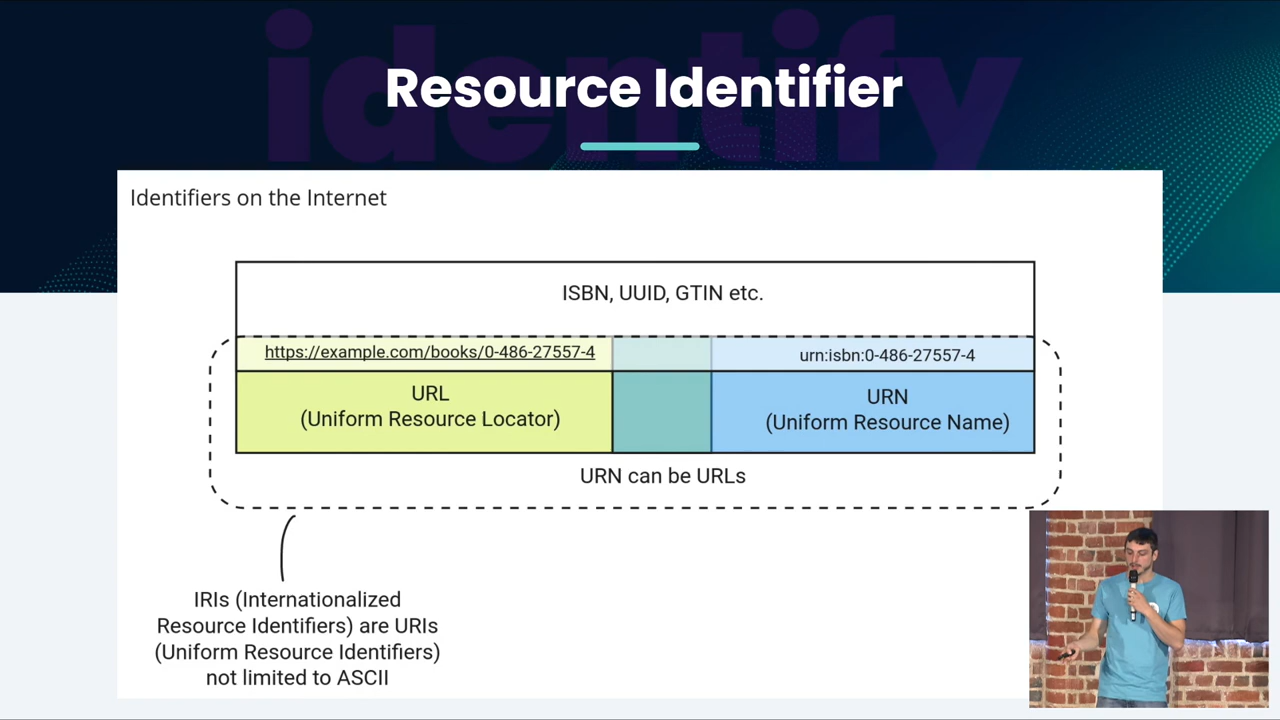 identify
Resource Identifier
Identifiers on the Internet
ISBN, UUID, GTIN etc.
https://example.com/books/0-486-27557-4
urn:isbn:0-486-27557-4
URL
(Uniform Resource Locator)
URN
(Uniform Resource Name)
URN can be URLs
IRIs (Internationalized
Resource Identifiers) are URIs
(Uniform Resource Identifiers)
not limited to ASCII